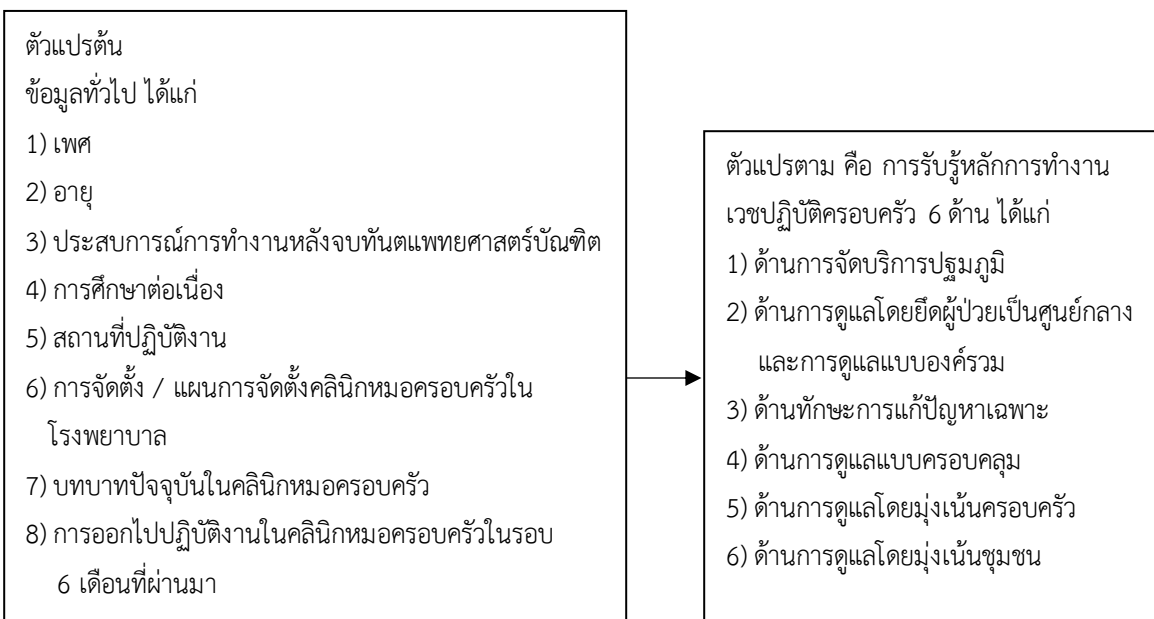 ตัวแปรต้น
ข้อมูลทั่วไป ได้แก่
1) เพศ
2) อายุ
3) ประสบการณ์การทำงานหลังจบทันตแพทยศาสตร์บัณฑิต
4) การศึกษาต่อเนื่อง
5) สถานที่ปฏิบัติงาน
6) การจัดตั้ง / แผนการจัดตั้งคลินิกหมอครอบครัวใน
โรงพยาบาล
7) บทบาทปัจจุบันในคลินิกหมอครอบครัว
8) การออกไปปฏิบัติงานในคลินิกหมอครอบครัวในรอบ
6 เดือนที่ผ่านมา
ตัวแปรตาม คือ การรับรู้หลักการทำงาน
เวชปฏิบัติครอบครัว 6 ด้าน ได้แก่
1) ด้านการจัดบริการปฐมภูมิ
2) ด้านการดูแลโดยยึดผู้ป่วยเป็นศูนย์กลาง
และการดูแลแบบองค์รวม
3) ด้านทักษะการแก้ปัญหาเฉพาะ
4) ด้านการดูแลแบบครอบคลุม
5) ด้านการดูแลโดยมุ่งเน้นครอบครัว
6) ด้านการดูแลโดยมุ่งเน้นชุมชน